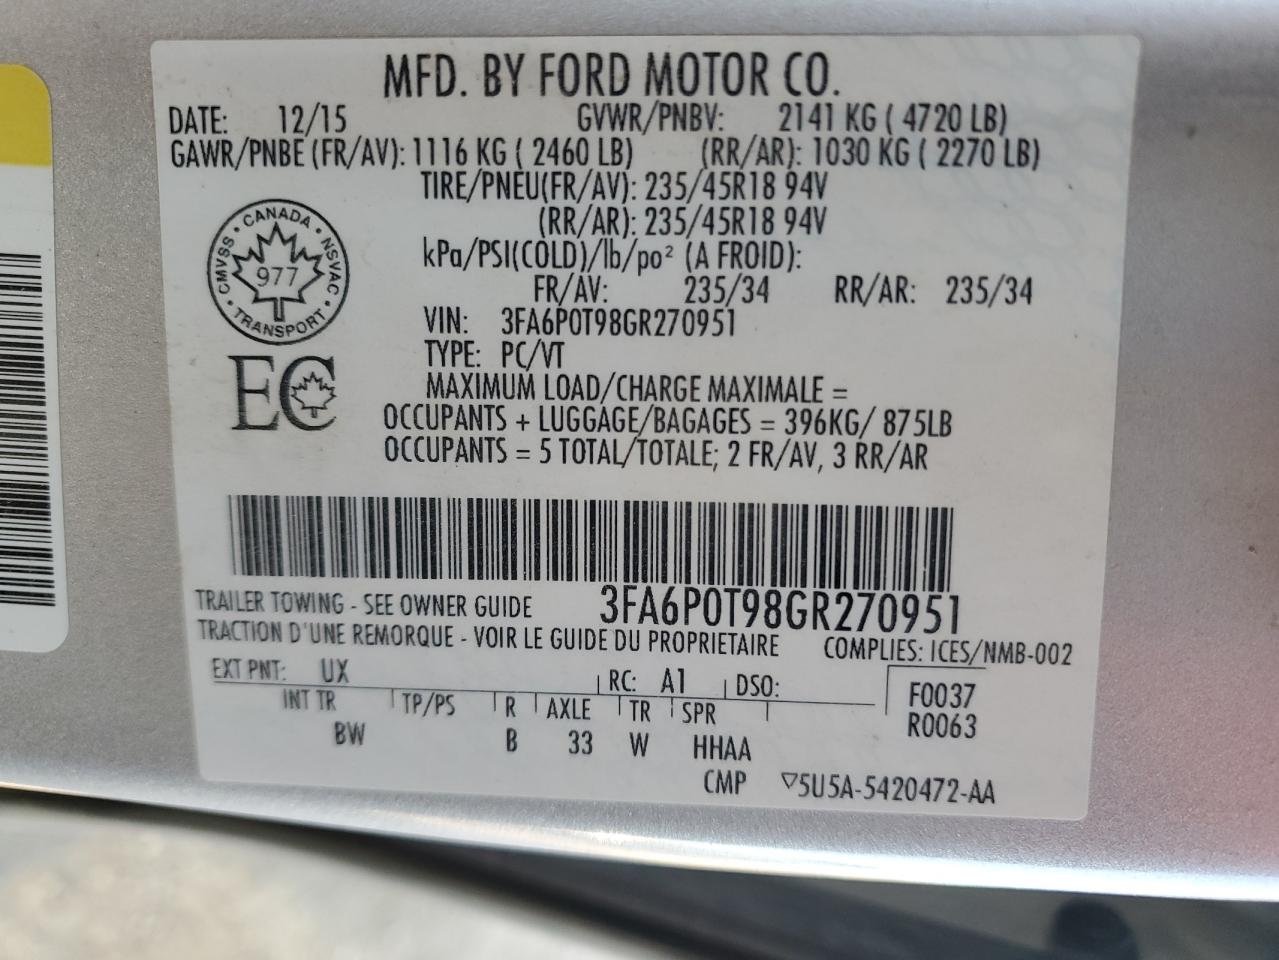 MFD. BY FORD MOTOR CO.
DATE: 12/15 GVWR/PNBV: 2141 KG ( 4720 LB)
GAWR/PNBE (FR/AV): 1116 KG ( 2460 LB) (RR/AR): 1030 KG ( 2270 LB)
TIRE/PNEU(FR/AV): 235/45R18 94V
(RR/AR): 235/45R18 94V
kPa/PSI(COLD)/lb/po² (A FROID):
FR/AV: 235/34 RR/AR: 235/34
CMVSS • CANADA • NSVAC • TRANSPORT •
977
EC
VIN: 3FA6P0T98GR270951
TYPE: PC/VT
MAXIMUM LOAD/CHARGE MAXIMALE =
OCCUPANTS + LUGGAGE/BAGAGES = 396KG/ 875LB
OCCUPANTS = 5 TOTAL/TOTALE; 2 FR/AV, 3 RR/AR
TRAILER TOWING - SEE OWNER GUIDE 3FA6P0T98GR270951
TRACTION D'UNE REMORQUE - VOIR LE GUIDE DU PROPRIETAIRE COMPLIES: ICES/NMB-002
EXT PNT: UX RC: A1 DSO: F0037
INT TR TP/PS R AXLE TR SPR R0063
BW B 33 W HHAA
CMP ▽5U5A-5420472-AA